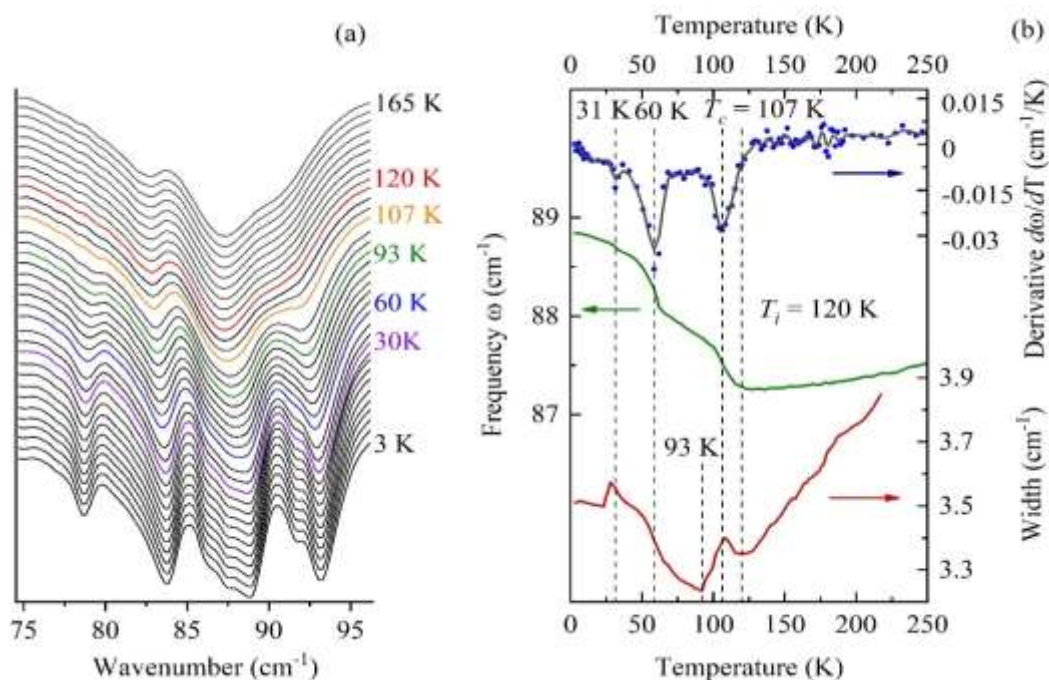 (a)
165 K
120 K
107 K
93 K
60 K
30K
3 K
75 80 85 90 95
Wavenumber (cm⁻¹)
Temperature (K)
(b)
0 50 100 150 200 250
31 K 60 K T_c = 107 K
0.015
0
-0.015
-0.03
Derivative dω/dT (cm⁻¹/K)
89
88
87
Frequency ω (cm⁻¹)
T_i = 120 K
93 K
3.9
3.7
3.5
3.3
Width (cm⁻¹)
0 50 100 150 200 250
Temperature (K)